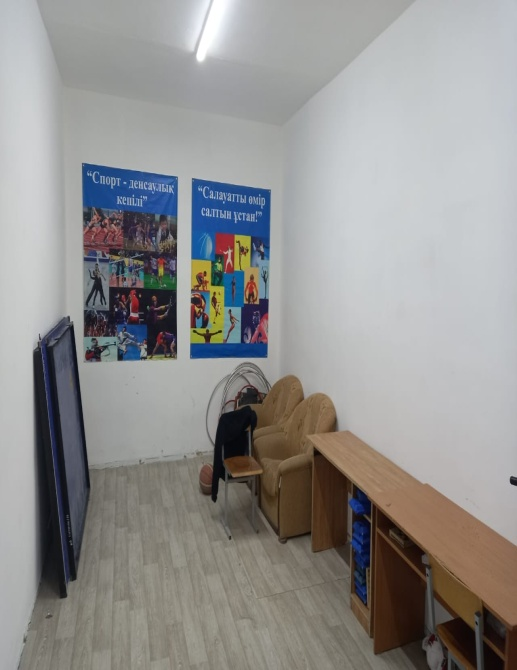 “Спорт - денсаулық
кепілі”
“Салауатты өмір
салтын ұстан!”